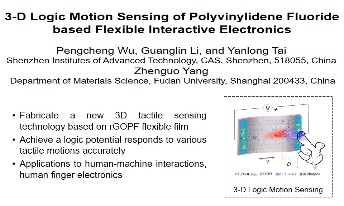 3-D Logic Motion Sensing of Polyvinylidene Fluoride
based Flexible Interactive Electronics
Pengcheng Wu, Guanglin Li, and Yanlong Tai
Shenzhen Institutes of Advanced Technology, CAS, Shenzhen, 518055, China
Zhenguo Yang
Department of Materials Science, Fudan University, Shanghai 200433, China
• Fabricate a new 3D tactile sensing
technology based on rGOPF flexible film
• Achieve a logic potential responds to various
tactile motions accurately
• Applications to human-machine interactions,
human finger electronics
3-D Logic Motion Sensing